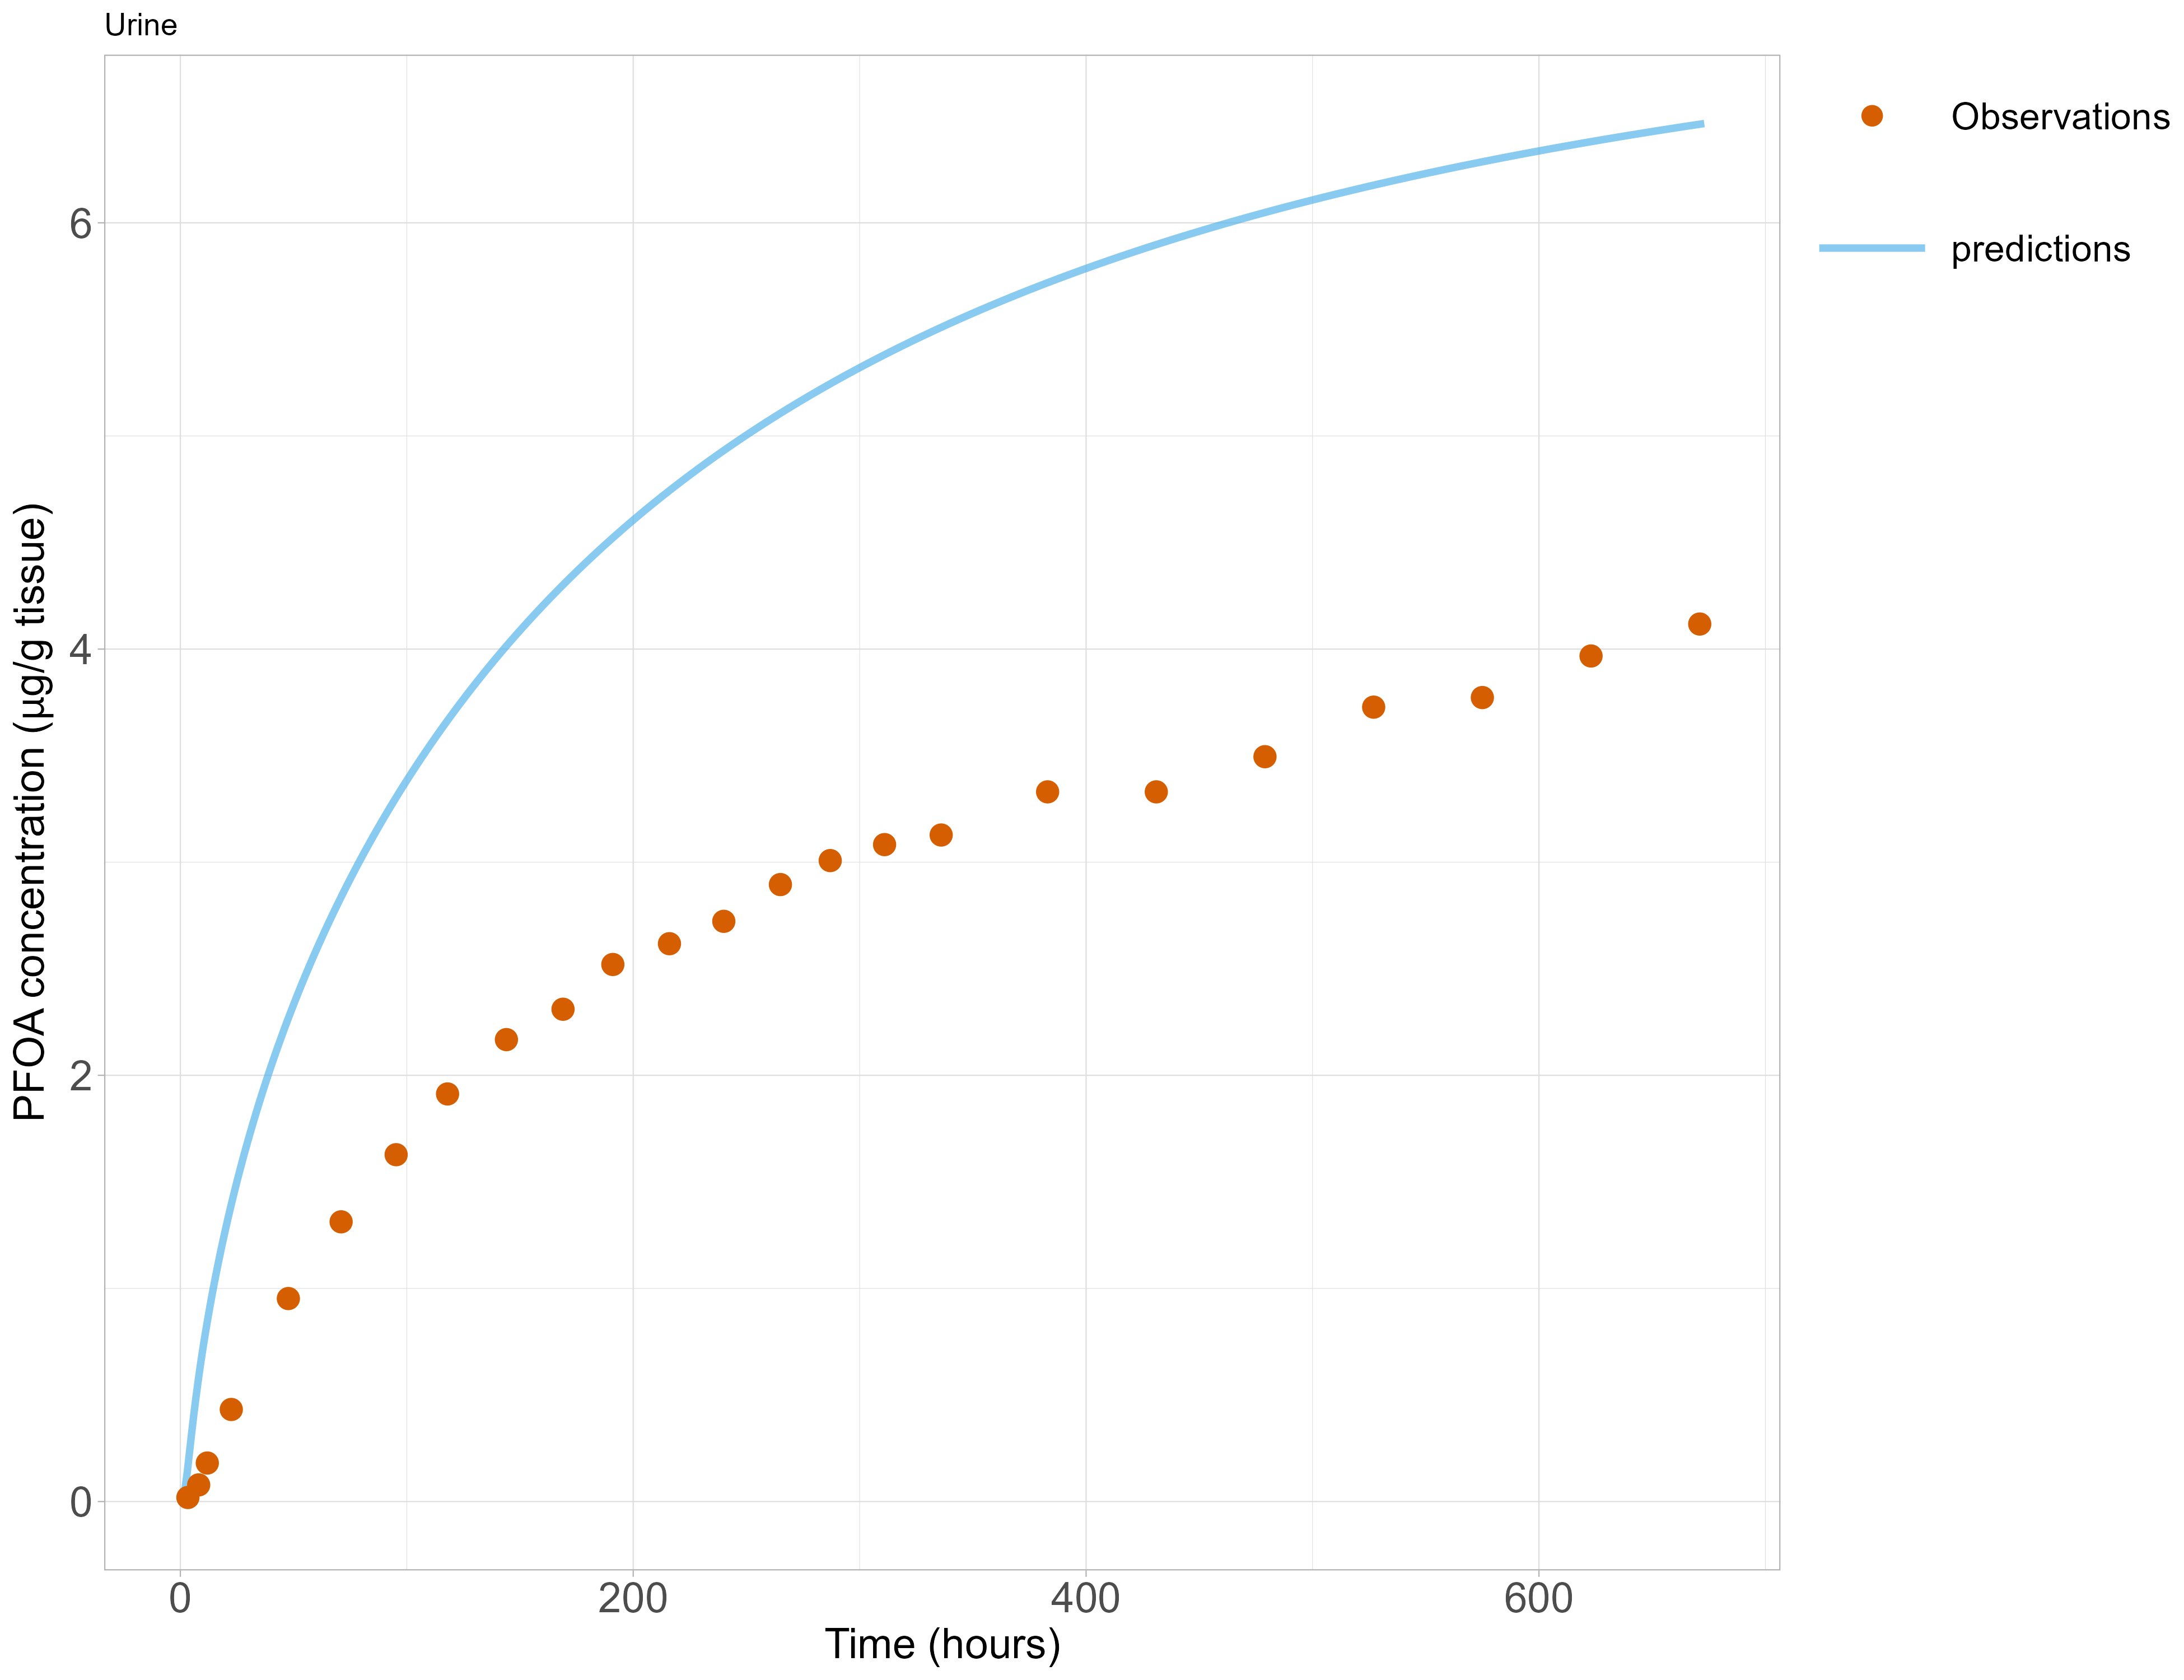 Urine
Observations
predictions
PFOA concentration (µg/g tissue)
6
4
2
0
0 200 400 600
Time (hours)